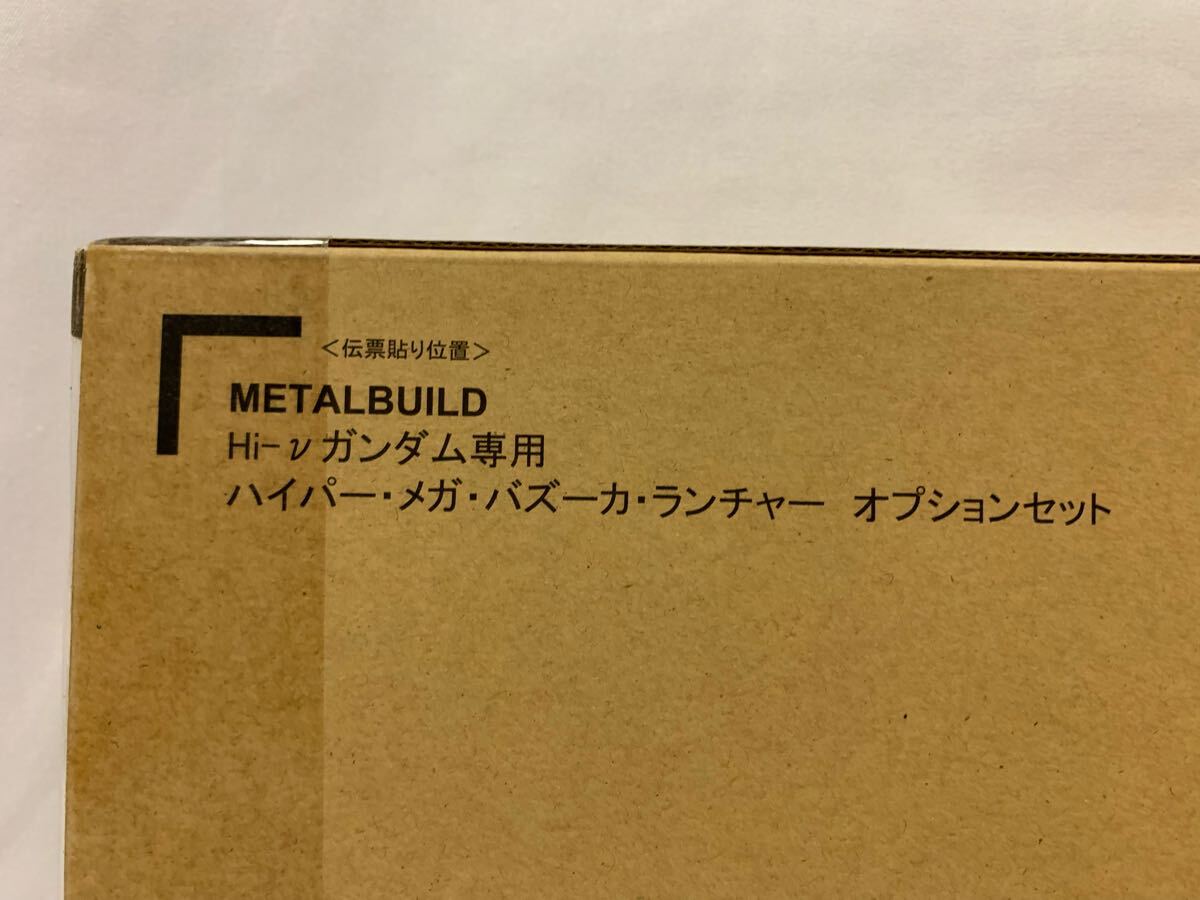 ＜伝票貼り位置＞
METALBUILD
Hi-νガンダム専用
ハイパー・メガ・バズーカ・ランチャー オプションセット